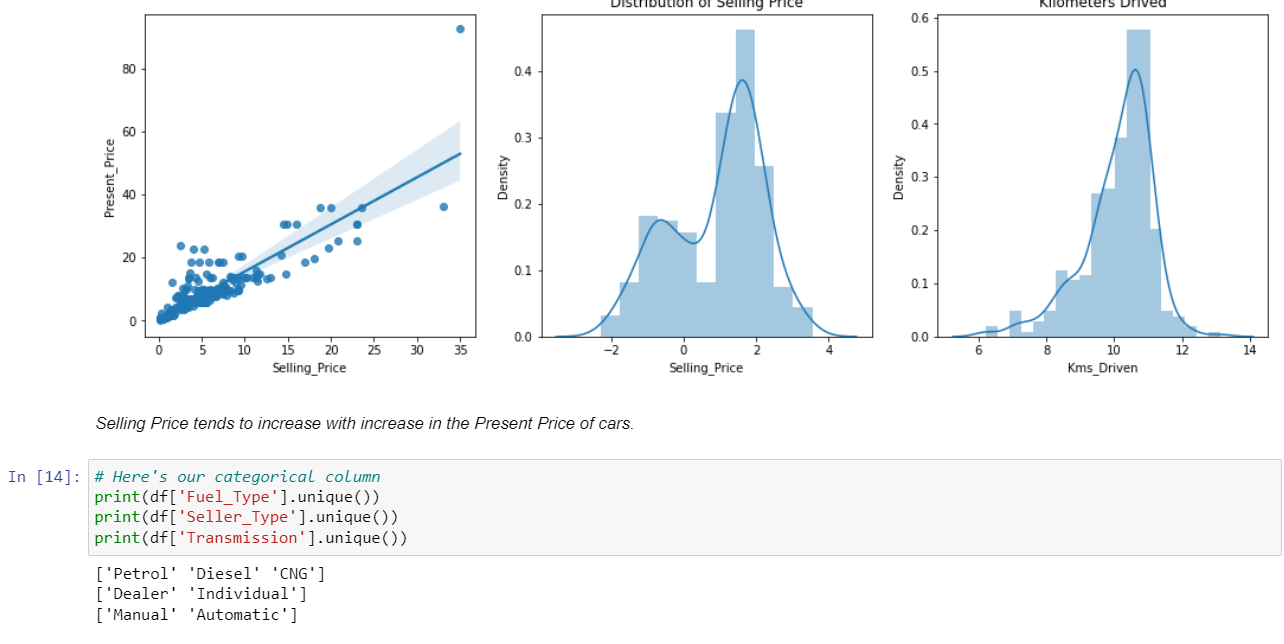 Distribution of Selling Price
Kilometers Drived
80
60
40
20
0
Present_Price
0 5 10 15 20 25 30 35
Selling_Price
0.4
0.3
0.2
0.1
0.0
Density
−2 0 2 4
Selling_Price
0.6
0.5
0.4
0.3
0.2
0.1
0.0
Density
6 8 10 12 14
Kms_Driven
Selling Price tends to increase with increase in the Present Price of cars.
In [14]:
# Here's our categorical column
print(df['Fuel_Type'].unique())
print(df['Seller_Type'].unique())
print(df['Transmission'].unique())
['Petrol' 'Diesel' 'CNG']
['Dealer' 'Individual']
['Manual' 'Automatic']